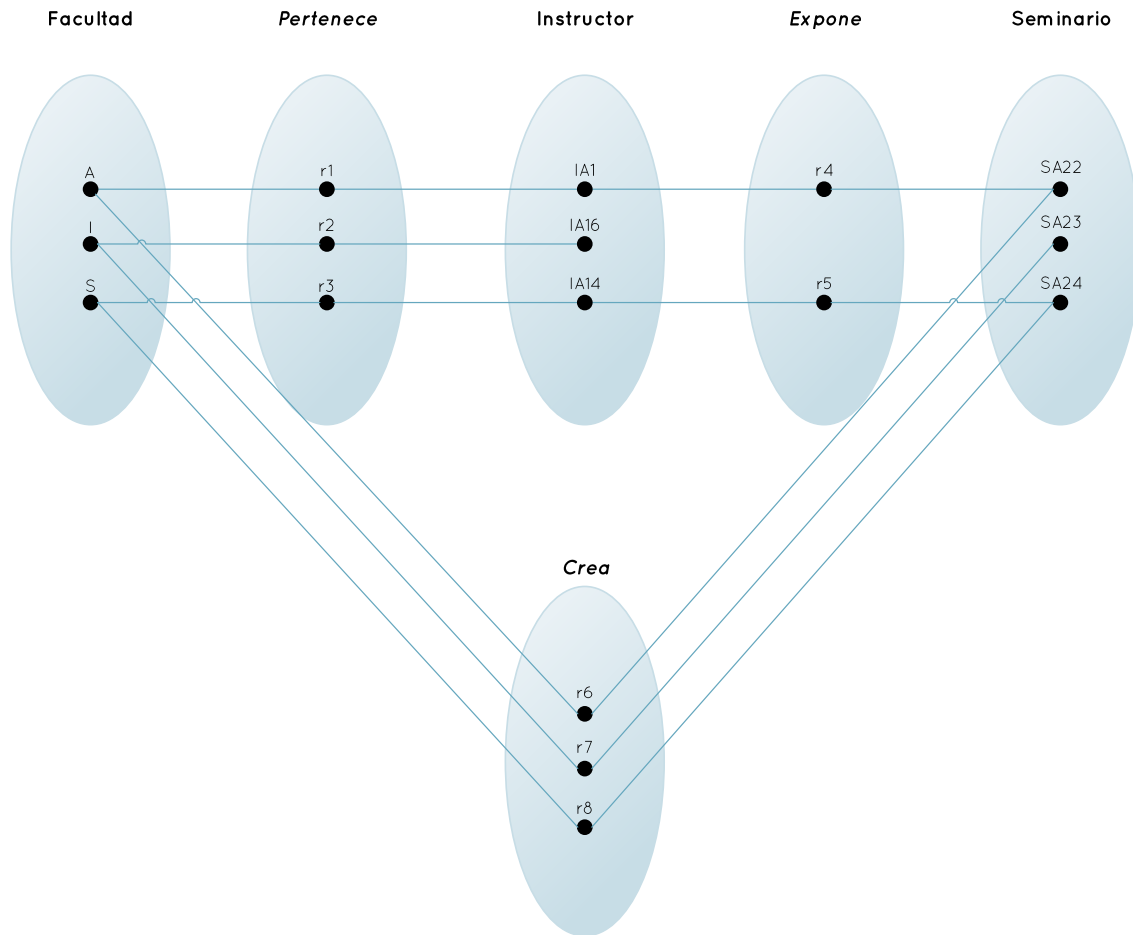 Facultad Pertenece Instructor Expone Seminario
A r1 IA1 r4 SA22
I r2 IA16 SA23
S r3 IA14 r5 SA24
Crea
r6
r7
r8